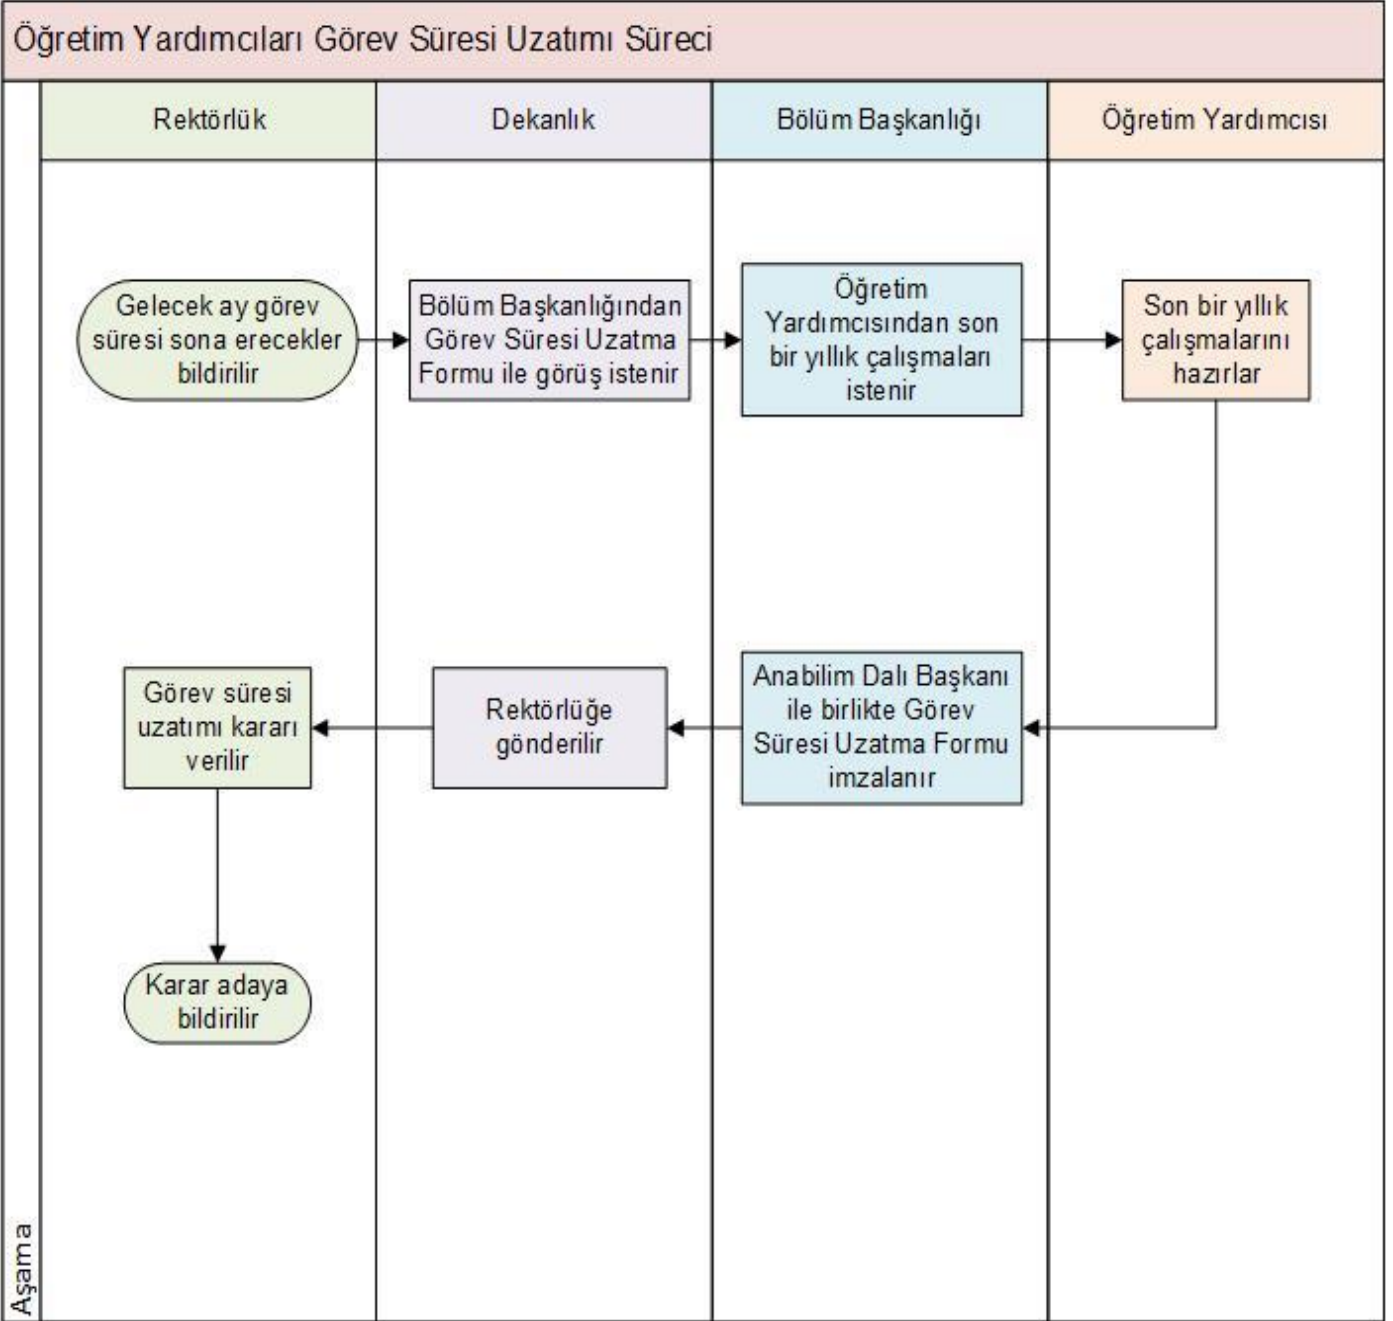 Öğretim Yardımcıları Görev Süresi Uzatımı Süreci
Rektörlük
Dekanlık
Bölüm Başkanlığı
Öğretim Yardımcısı
Gelecek ay görev
süresi sona erecekler
bildirilir
Bölüm Başkanlığından
Görev Süresi Uzatma
Formu ile görüş istenir
Öğretim
Yardımcısından son
bir yıllık çalışmaları
istenir
Son bir yıllık
çalışmalarını
hazırlar
Anabilim Dalı Başkanı
ile birlikte Görev
Süresi Uzatma Formu
imzalanır
Rektörlüğe
gönderilir
Görev süresi
uzatımı kararı
verilir
Karar adaya
bildirilir
Aşama